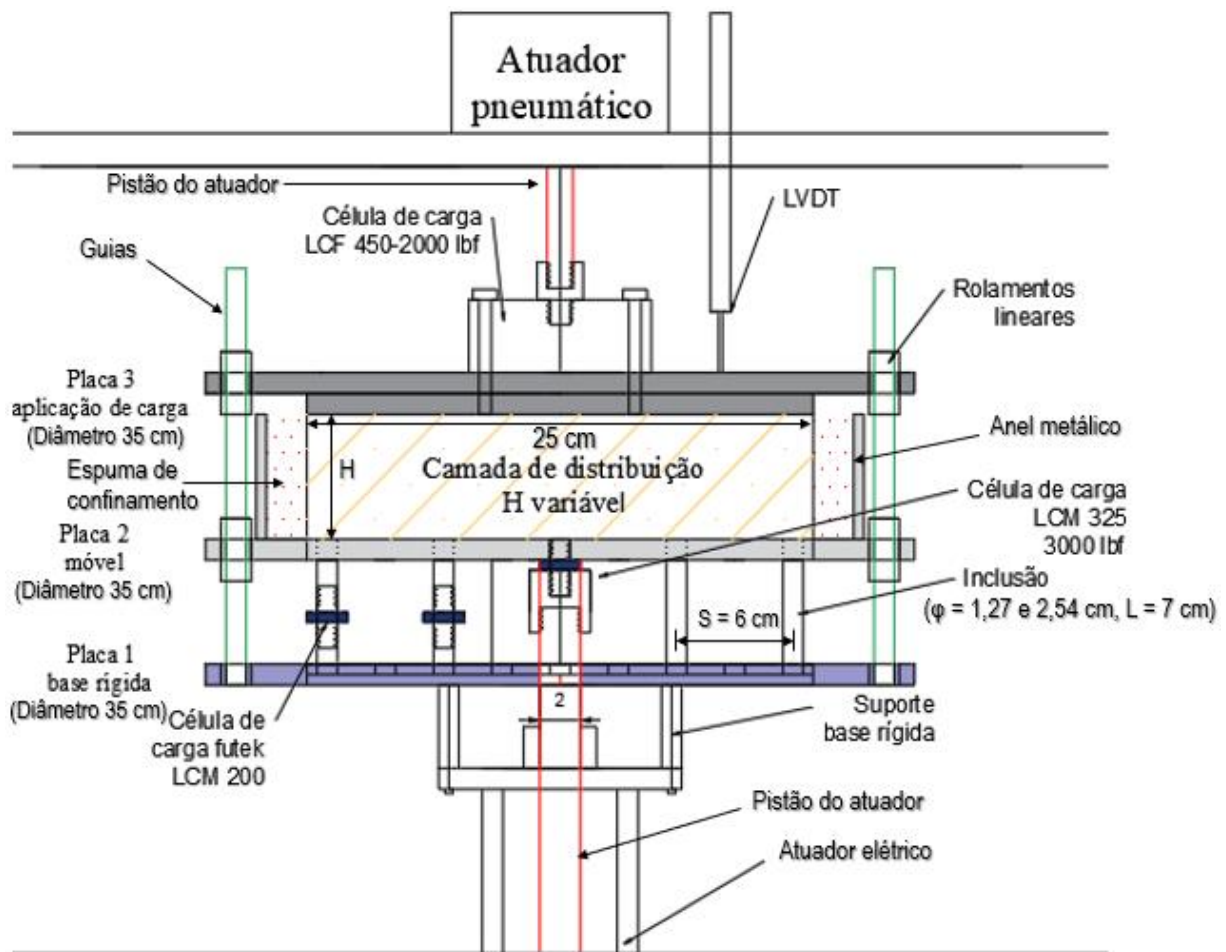 Atuador
pneumático
Pistão do atuador
Célula de carga
LCF 450-2000 lbf
LVDT
Guias
Rolamentos
lineares
Placa 3
aplicação de carga
(Diâmetro 35 cm)
25 cm
Anel metálico
Espuma de
confinamento
H
Camada de distribuição
H variável
Célula de carga
LCM 325
3000 lbf
Placa 2
móvel
(Diâmetro 35 cm)
Inclusão
(φ = 1,27 e 2,54 cm, L = 7 cm)
S = 6 cm
Placa 1
base rígida
(Diâmetro 35 cm)
2
Célula de
carga futek
LCM 200
Suporte
base rígida
Pistão do atuador
Atuador elétrico